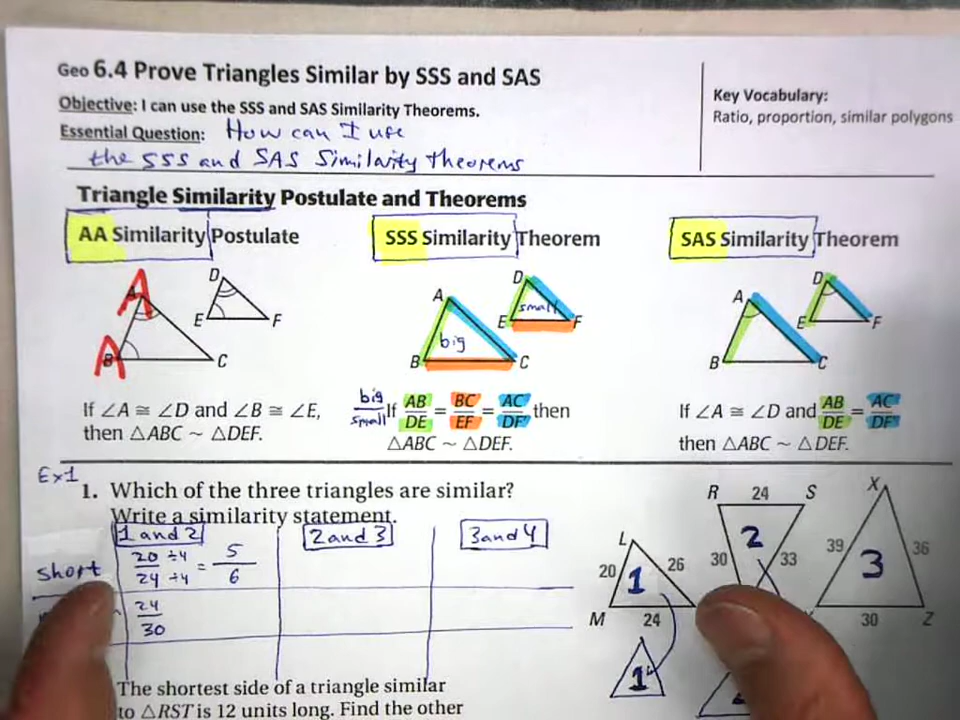 Geo 6.4 Prove Triangles Similar by SSS and SAS
Objective: I can use the SSS and SAS Similarity Theorems.
Essential Question: How can I use
the SSS and SAS Similarity theorems
Key Vocabulary:
Ratio, proportion, similar polygons
Triangle Similarity Postulate and Theorems
AA Similarity Postulate
A
A
B
C
D
E
F
If ∠A ≅ ∠D and ∠B ≅ ∠E,
then △ABC ~ △DEF.
SSS Similarity Theorem
A
B
C
big
D
E
F
small
big/small If AB/DE = BC/EF = AC/DF then
△ABC ~ △DEF.
SAS Similarity Theorem
A
B
C
D
E
F
If ∠A ≅ ∠D and AB/DE = AC/DF
then △ABC ~ △DEF.
Ex1
1. Which of the three triangles are similar?
Write a similarity statement.
1 and 2
2 and 3
3 and 4
short
20 ÷4 / 24 ÷4 = 5/6
24/30
L
20
1
26
M
24
1
R
24
S
30
2
33
X
39
3
36
30
Z
The shortest side of a triangle similar
to △RST is 12 units long. Find the other